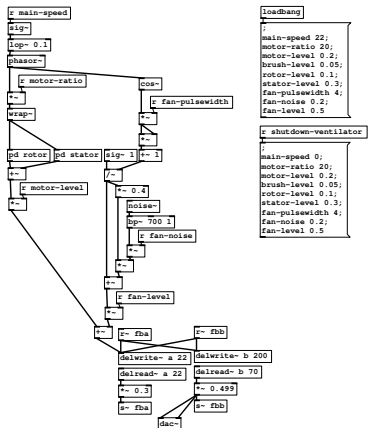 r main-speed
sig~
lop~ 0.1
phasor~
r motor-ratio
*~
wrap~
cos~
r fan-pulsewidth
*~
*~
pd rotor
pd stator
sig~ 1
+~ 1
+~
/~
r motor-level
*~
*~ 0.4
noise~
bp~ 700 1
r fan-noise
*~
*~
+~
r fan-level
*~
+~
r~ fba
r~ fbb
delwrite~ a 22
delwrite~ b 200
delread~ a 22
delread~ b 70
*~ 0.3
*~ 0.499
s~ fba
s~ fbb
dac~
loadbang
;
main-speed 22;
motor-ratio 20;
motor-level 0.2;
brush-level 0.05;
rotor-level 0.1;
stator-level 0.3;
fan-pulsewidth 4;
fan-noise 0.2;
fan-level 0.5
r shutdown-ventilator
;
main-speed 0;
motor-ratio 20;
motor-level 0.2;
brush-level 0.05;
rotor-level 0.1;
stator-level 0.3;
fan-pulsewidth 4;
fan-noise 0.2;
fan-level 0.5